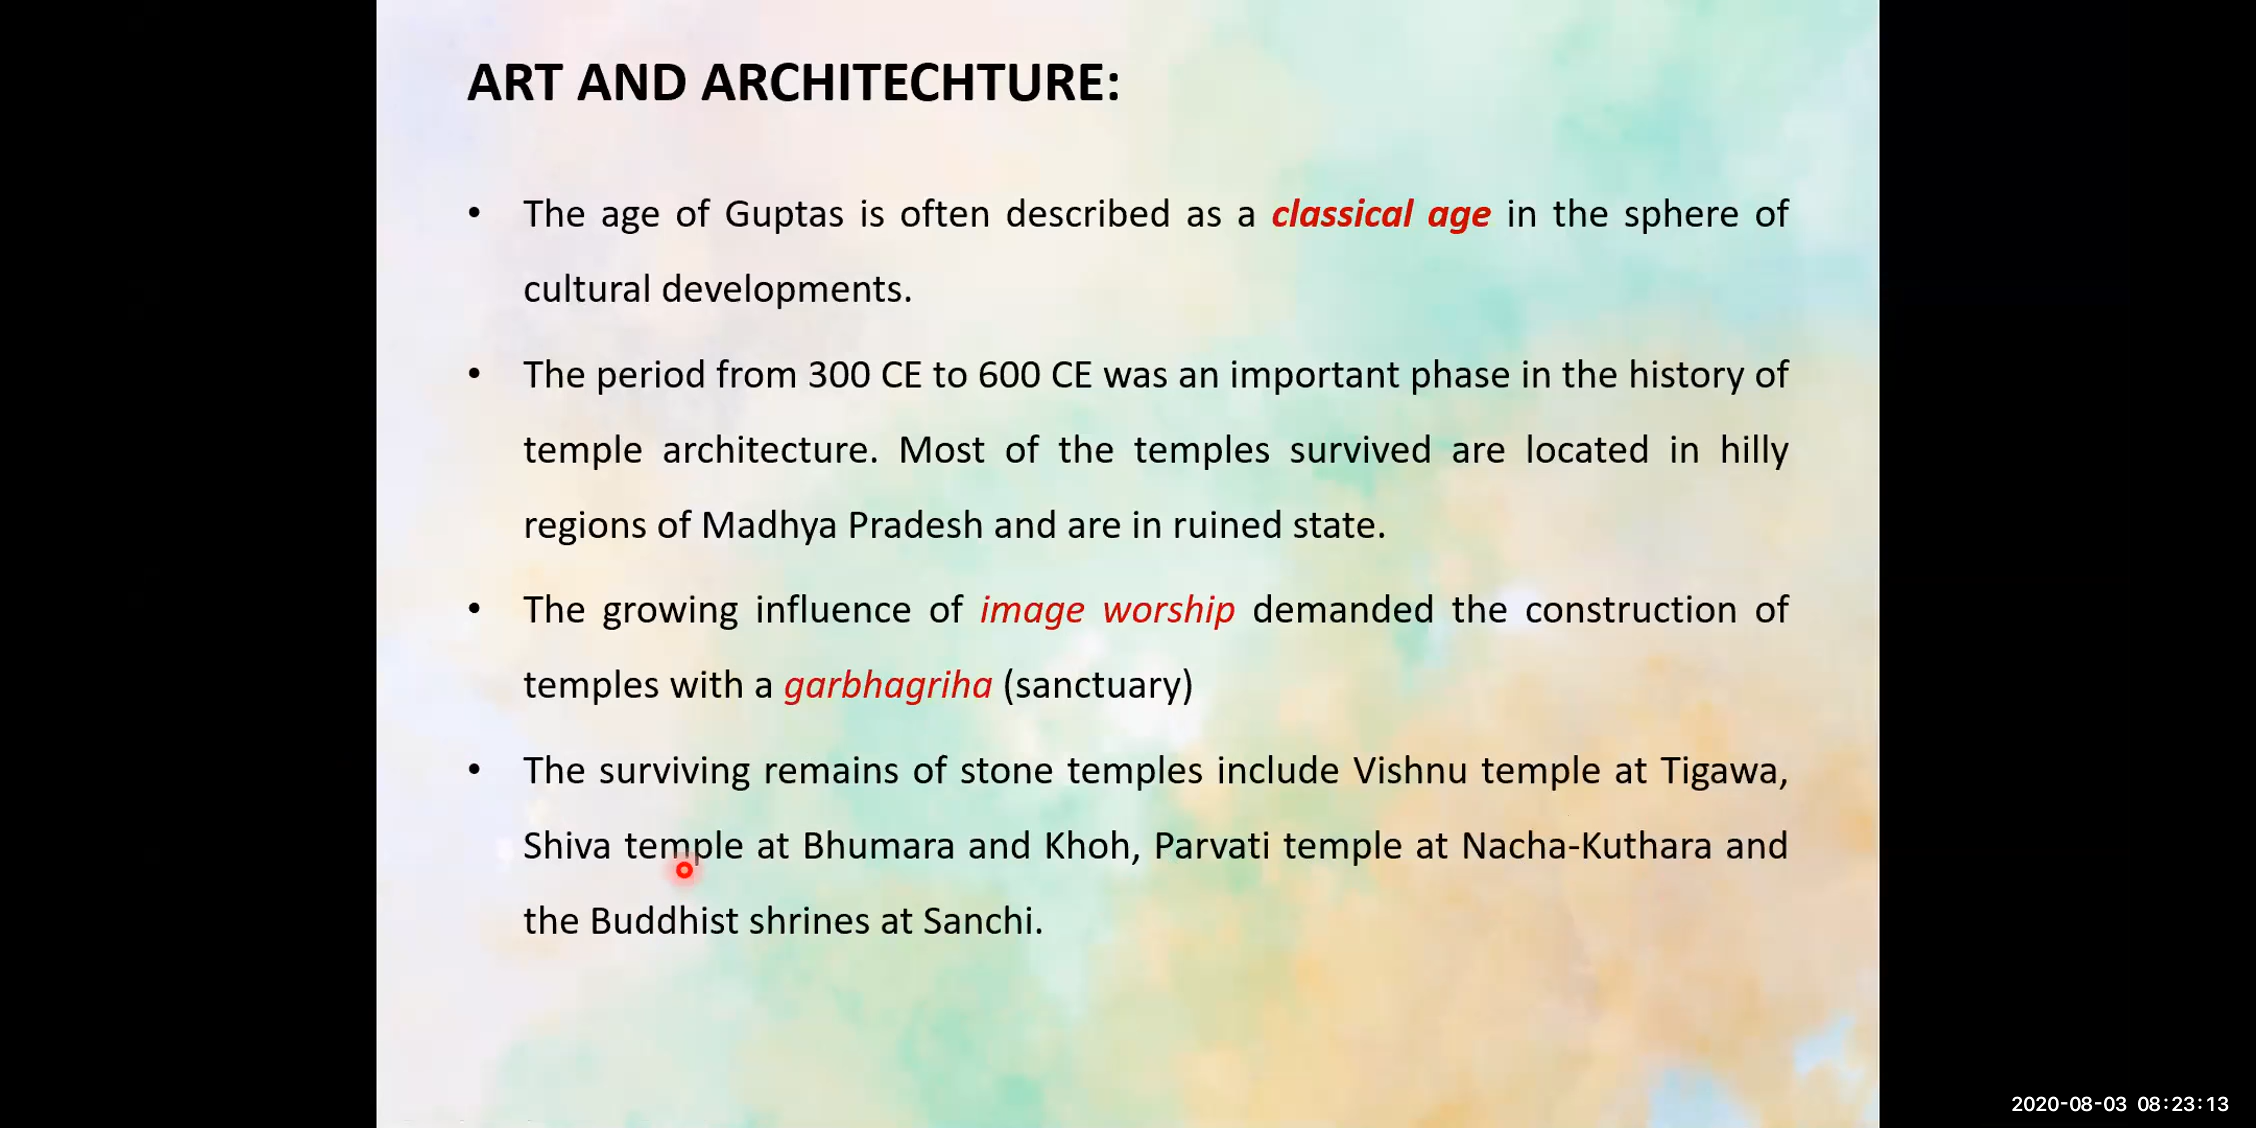 ART AND ARCHITECHTURE:
• The age of Guptas is often described as a classical age in the sphere of
cultural developments.
• The period from 300 CE to 600 CE was an important phase in the history of
temple architecture. Most of the temples survived are located in hilly
regions of Madhya Pradesh and are in ruined state.
• The growing influence of image worship demanded the construction of
temples with a garbhagriha (sanctuary)
• The surviving remains of stone temples include Vishnu temple at Tigawa,
Shiva temple at Bhumara and Khoh, Parvati temple at Nacha-Kuthara and
the Buddhist shrines at Sanchi.
2020-08-03 08:23:13